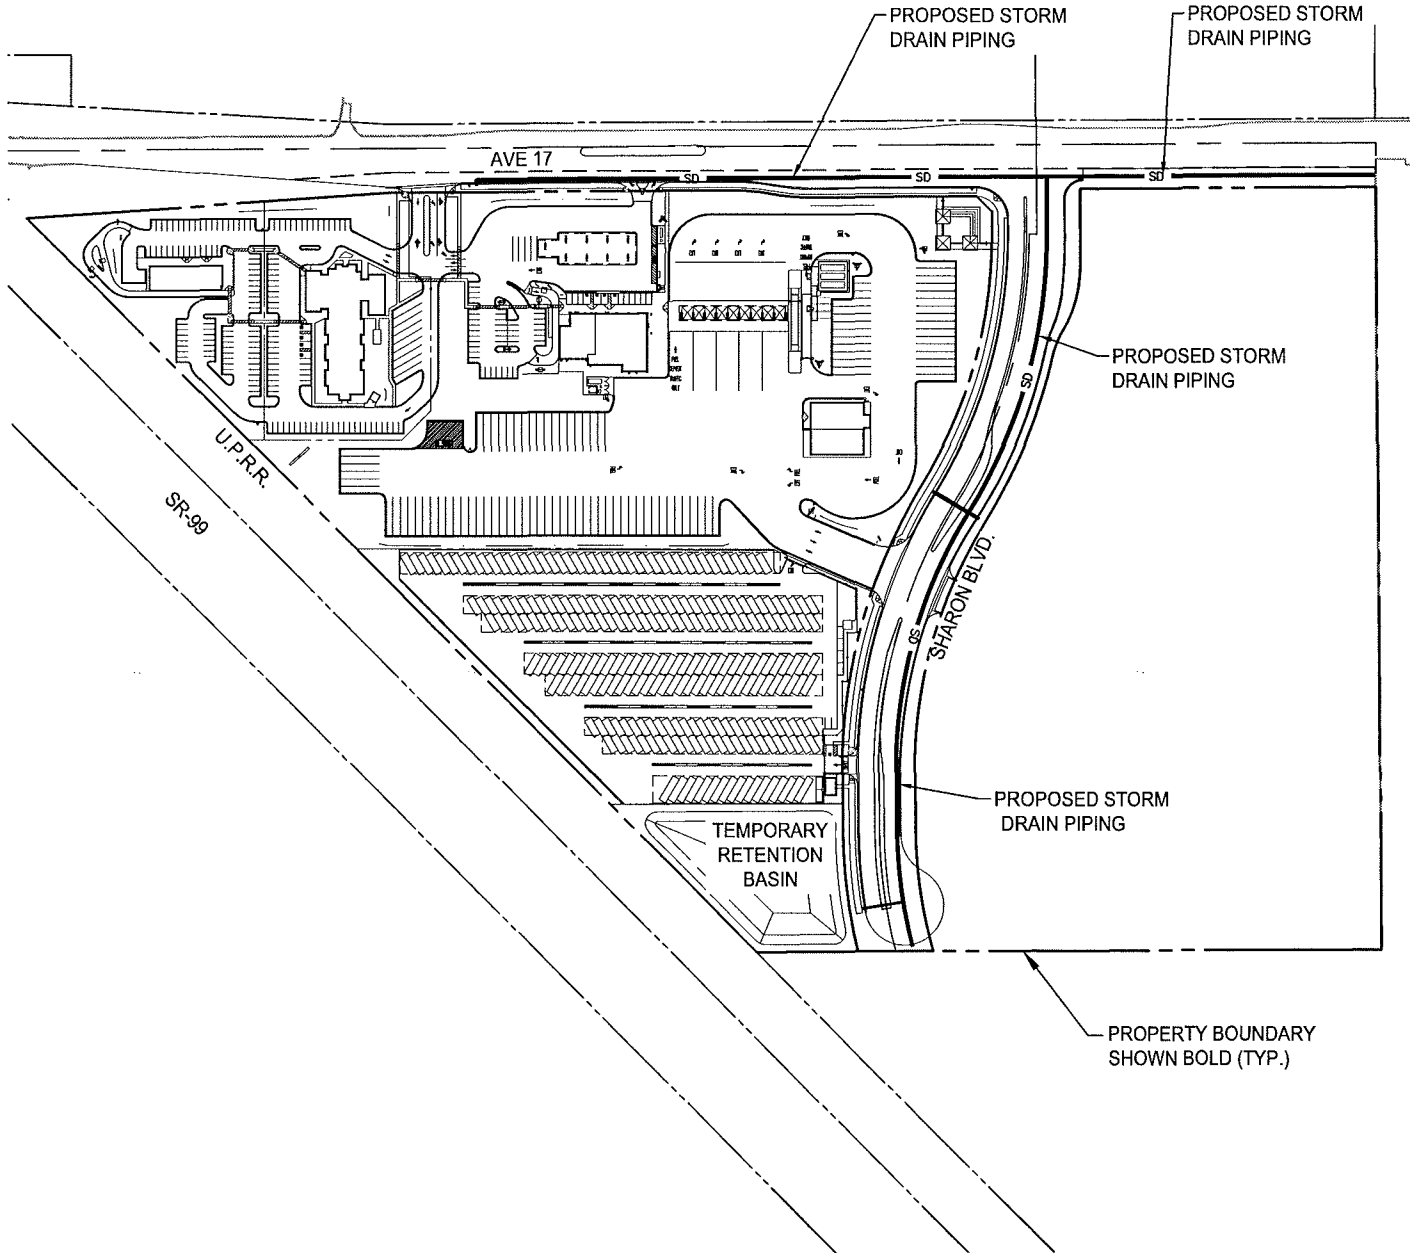 PROPOSED STORM
DRAIN PIPING
PROPOSED STORM
DRAIN PIPING
AVE 17
SD
SD
SD
PROPOSED STORM
DRAIN PIPING
SD
U.P.R.R.
SR-99
SHARON BLVD.
SD
PROPOSED STORM
DRAIN PIPING
TEMPORARY
RETENTION
BASIN
PROPERTY BOUNDARY
SHOWN BOLD (TYP.)